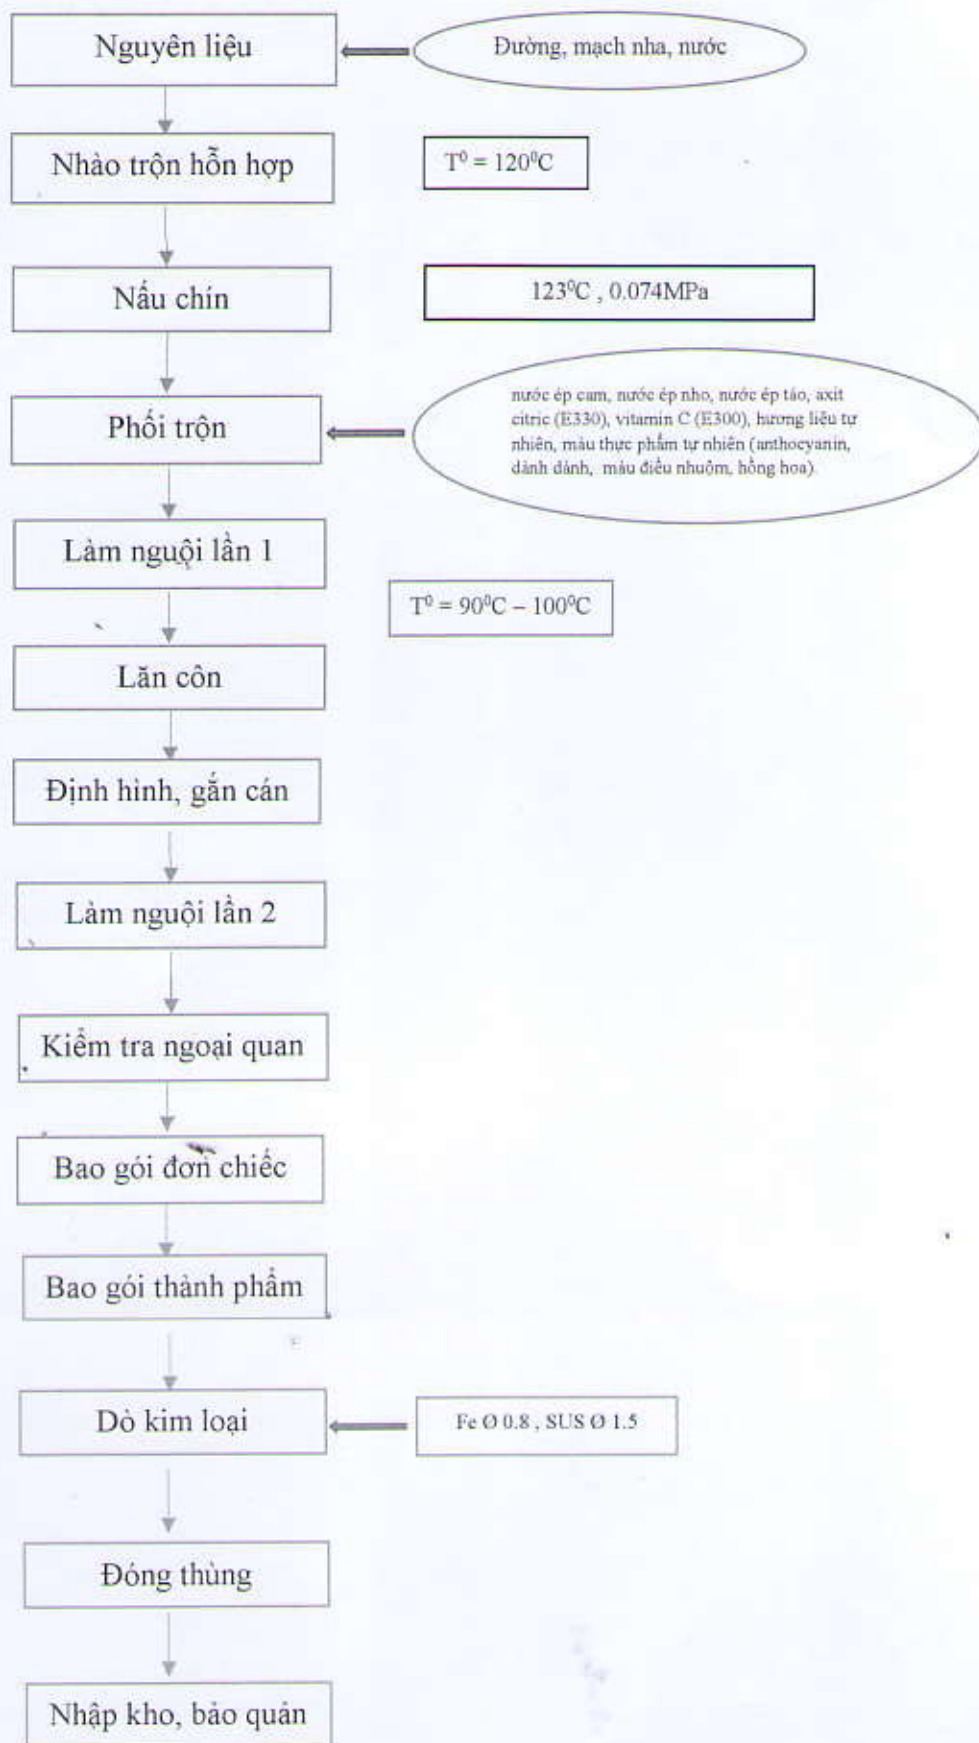 Nguyên liệu
Đường, mạch nha, nước
Nhào trộn hỗn hợp
T⁰ = 120⁰C
Nấu chín
123⁰C , 0.074MPa
Phối trộn
nước ép cam, nước ép nho, nước ép táo, axit
citric (E330), vitamin C (E300), hương liệu tự
nhiên, màu thực phẩm tự nhiên (anthocyanin,
dành dành, màu điều nhuộm, hồng hoa).
Làm nguội lần 1
T⁰ = 90⁰C – 100⁰C
Lăn côn
Định hình, gắn cán
Làm nguội lần 2
Kiểm tra ngoại quan
Bao gói đơn chiếc
Bao gói thành phẩm
Dò kim loại
Fe Ø 0.8 , SUS Ø 1.5
Đóng thùng
Nhập kho, bảo quản